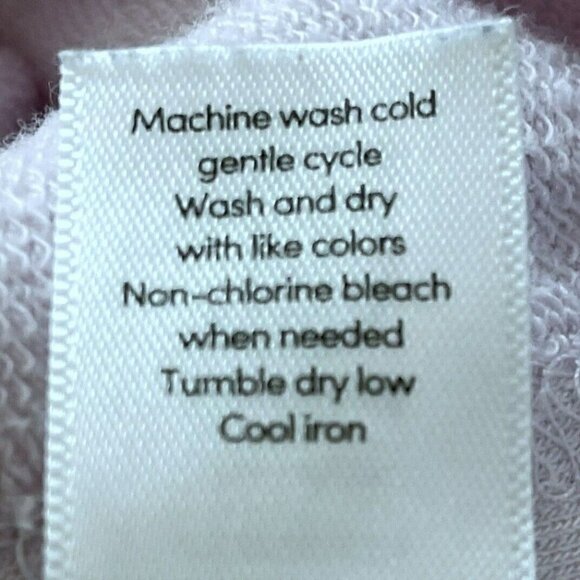 Machine wash cold
gentle cycle
Wash and dry
with like colors
Non-chlorine bleach
when needed
Tumble dry low
Cool iron